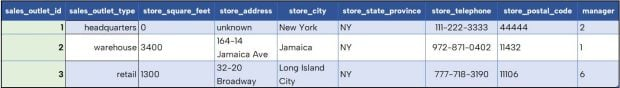 sales_outlet_id sales_outlet_type store_square_feet store_address store_city store_state_province store_telephone store_postal_code manager
1 headquarters 0 unknown New York NY 111-222-3333 44444 2
2 warehouse 3400 164-14 Jamaica Ave Jamaica NY 972-871-0402 11432 1
3 retail 1300 32-20 Broadway Long Island City NY 777-718-3190 11106 6